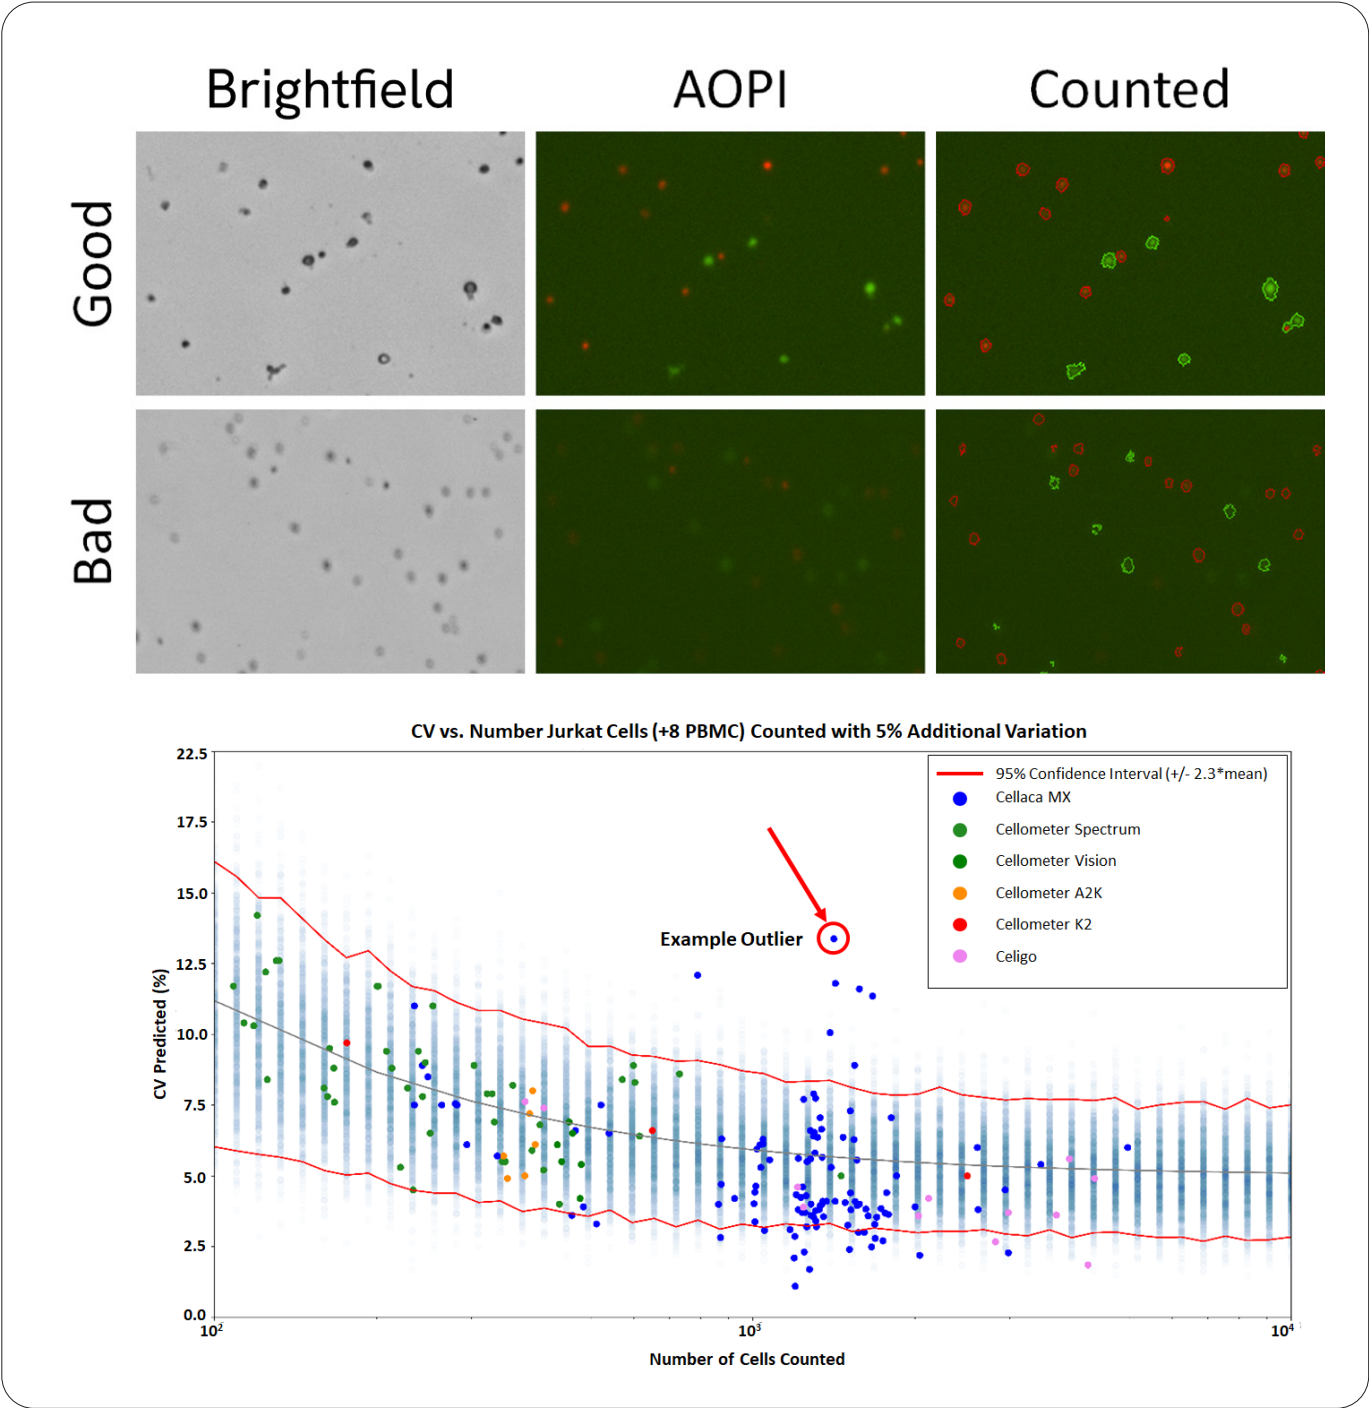 Brightfield
AOPI
Counted
Good
Bad
CV vs. Number Jurkat Cells (+8 PBMC) Counted with 5% Additional Variation
22.5
17.5
15.0
12.5
10.0
7.5
5.0
2.5
0.0
CV Predicted (%)
95% Confidence Interval (+/- 2.3*mean)
Cellaca MX
Cellometer Spectrum
Cellometer Vision
Cellometer A2K
Cellometer K2
Celigo
Example Outlier
10²
10³
10⁴
Number of Cells Counted